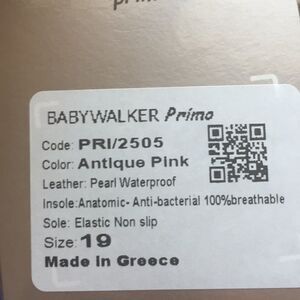 primo
BABYWALKER Primo
Code: PRI/2505
Color: Antique Pink
Leather: Pearl Waterproof
Insole:Anatomic- Anti-bacterial 100%breathable
Sole: Elastic Non slip
Size: 19
Made In Greece